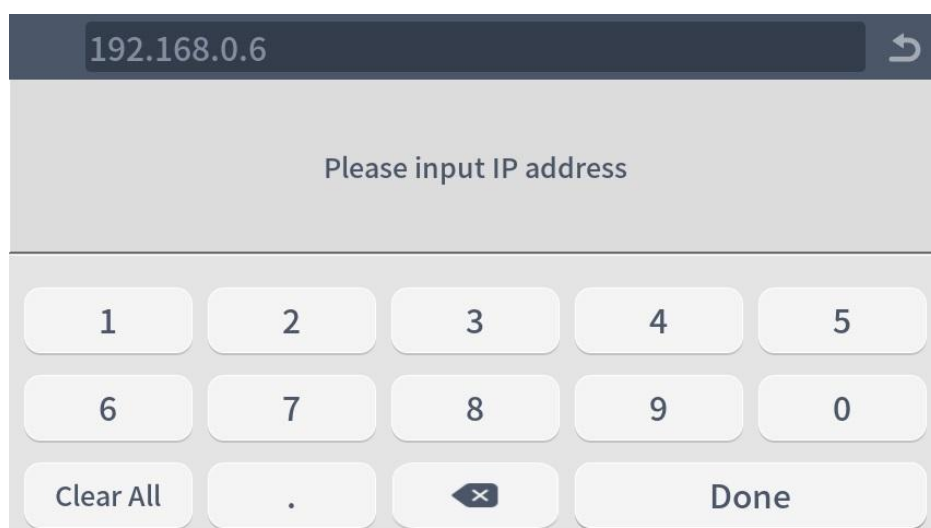 192.168.0.6
Please input IP address
1 2 3 4 5
6 7 8 9 0
Clear All . Done